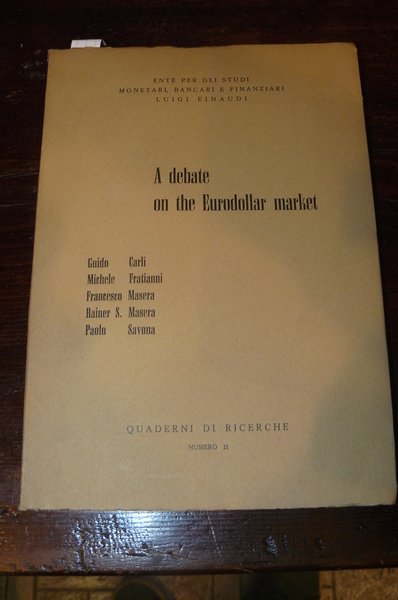 ENTE PER GLI STUDI
MONETARI, BANCARI E FINANZIARI
LUIGI EINAUDI
A debate
on the Eurodollar market
Guido Carli
Michele Fratianni
Francesco Masera
Rainer S. Masera
Paolo Savona
QUADERNI DI RICERCHE
NUMERO 11